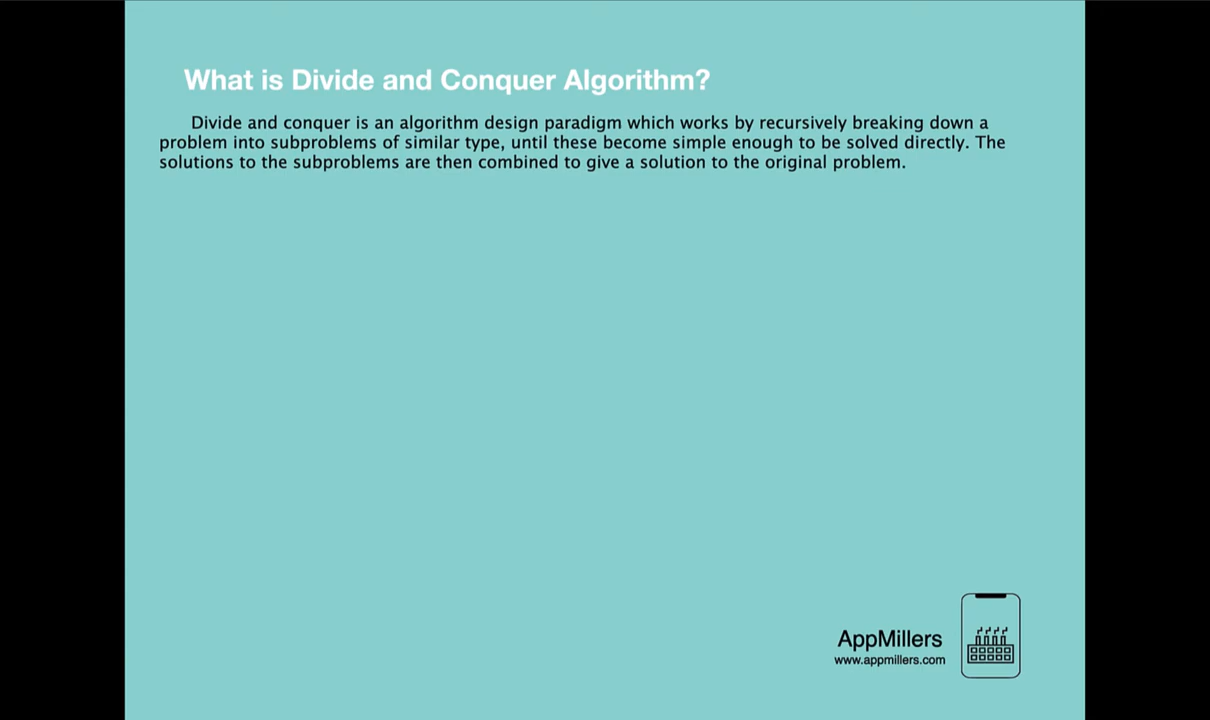 What is Divide and Conquer Algorithm?
Divide and conquer is an algorithm design paradigm which works by recursively breaking down a
problem into subproblems of similar type, until these become simple enough to be solved directly. The
solutions to the subproblems are then combined to give a solution to the original problem.
AppMillers
www.appmillers.com